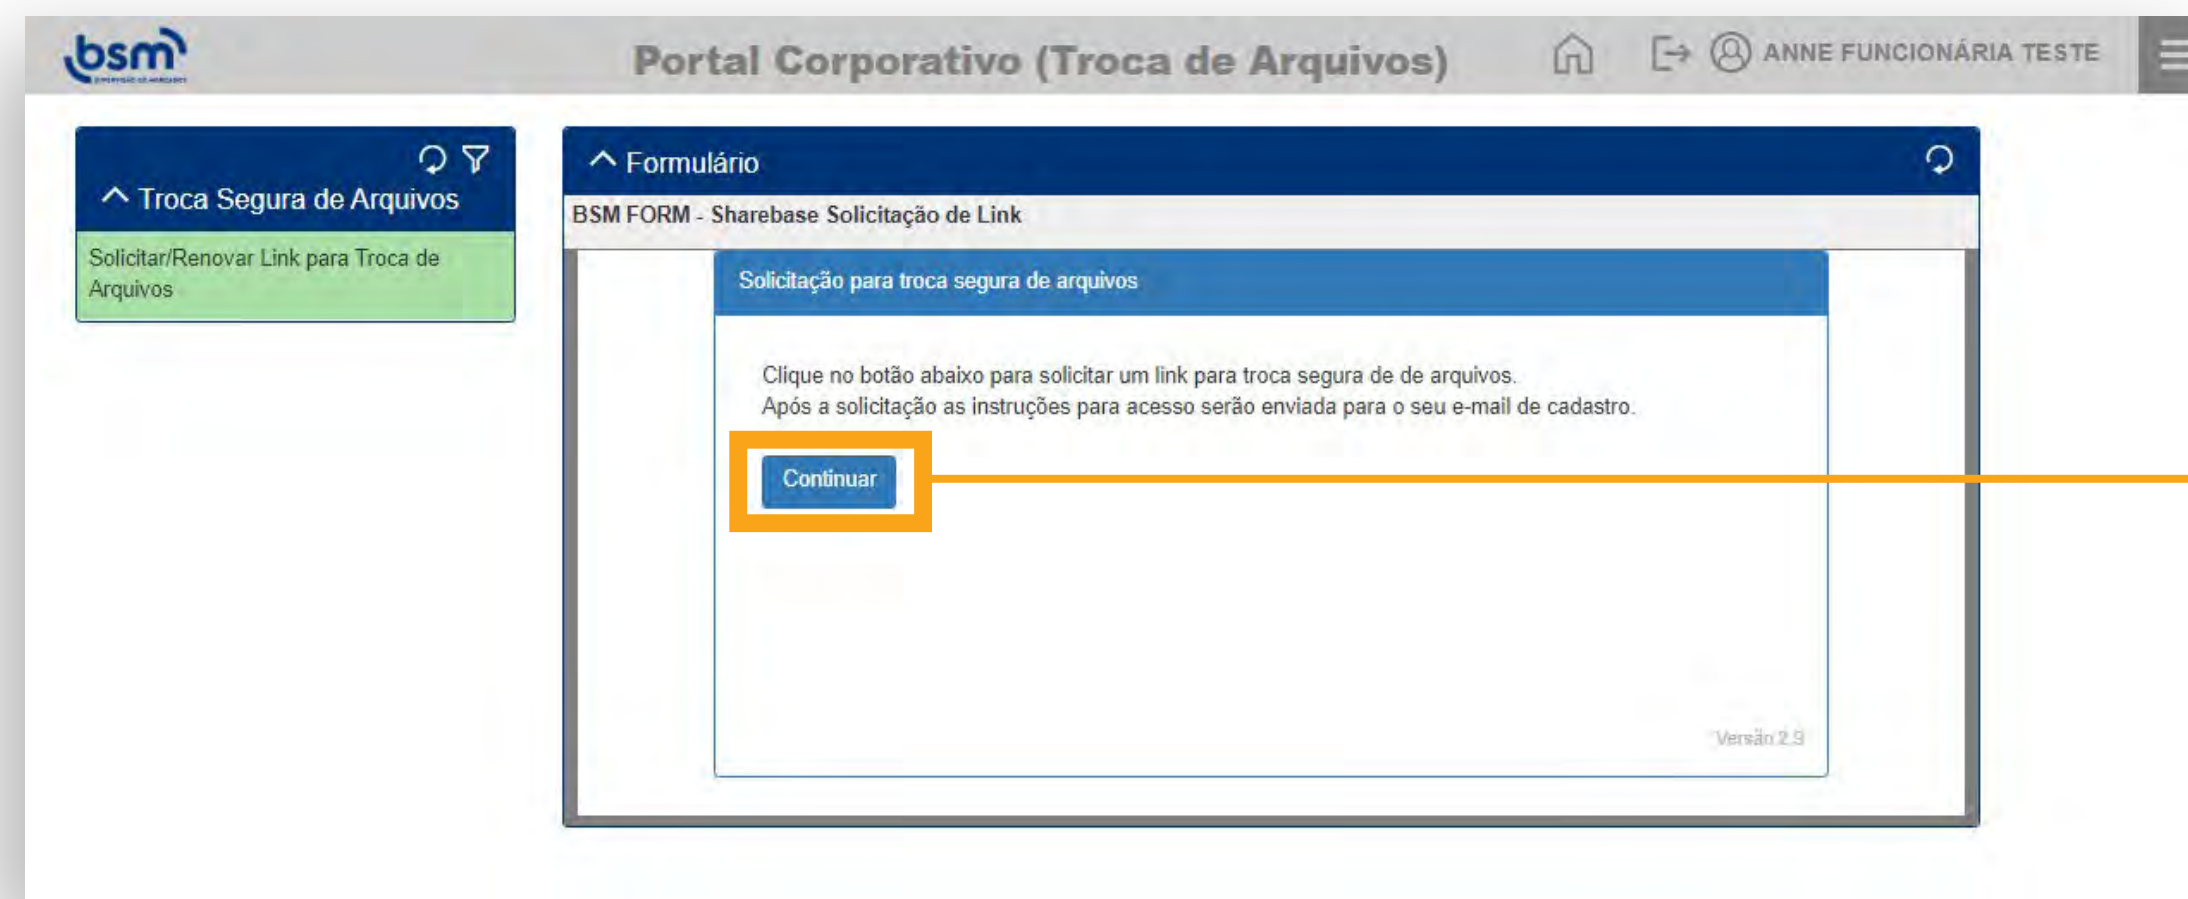 bsm
SUPERVISÃO DE MERCADOS
Portal Corporativo (Troca de Arquivos)
ANNE FUNCIONÁRIA TESTE
Troca Segura de Arquivos
Solicitar/Renovar Link para Troca de
Arquivos
Formulário
BSM FORM - Sharebase Solicitação de Link
Solicitação para troca segura de arquivos
Clique no botão abaixo para solicitar um link para troca segura de de arquivos.
Após a solicitação as instruções para acesso serão enviada para o seu e-mail de cadastro.
Continuar
Versão 2.9